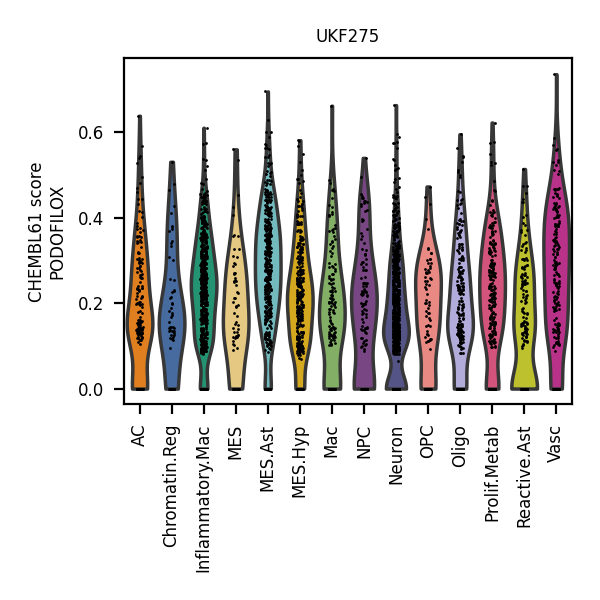 UKF275
CHEMBL61 score
PODOFILOX
0.6
0.4
0.2
0.0
AC
Chromatin.Reg
Inflammatory.Mac
MES
MES.Ast
MES.Hyp
Mac
NPC
Neuron
OPC
Oligo
Prolif.Metab
Reactive.Ast
Vasc